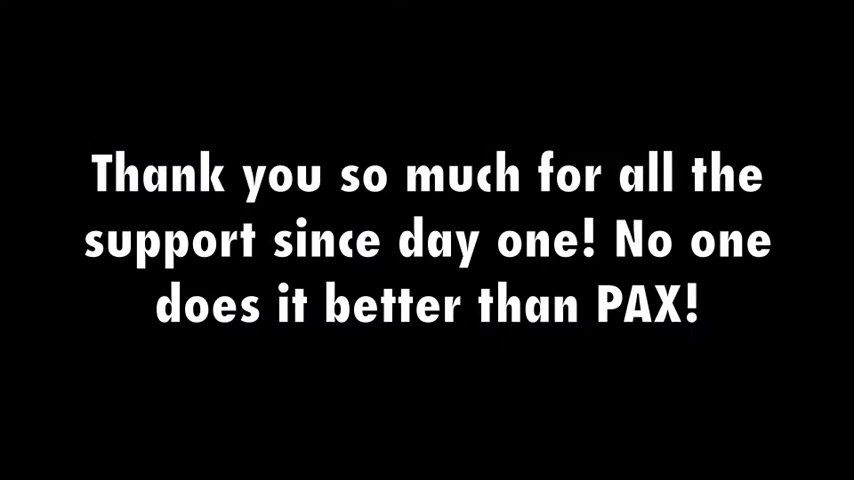 Thank you so much for all the
support since day one! No one
does it better than PAX!